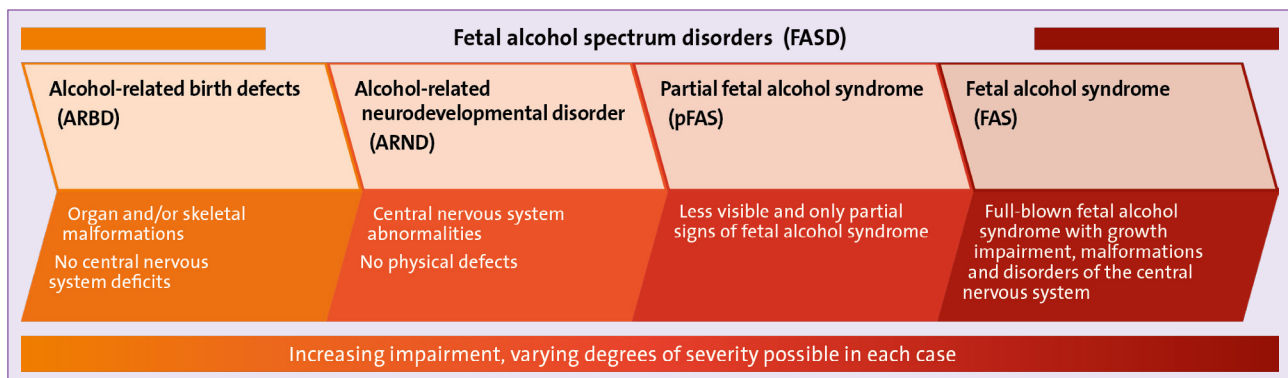 Fetal alcohol spectrum disorders (FASD)
Alcohol-related birth defects
(ARBD)
Alcohol-related
neurodevelopmental disorder
(ARND)
Partial fetal alcohol syndrome
(pFAS)
Fetal alcohol syndrome
(FAS)
Organ and/or skeletal
malformations
No central nervous
system deficits
Central nervous system
abnormalities
No physical defects
Less visible and only partial
signs of fetal alcohol syndrome
Full-blown fetal alcohol
syndrome with growth
impairment, malformations
and disorders of the central
nervous system
Increasing impairment, varying degrees of severity possible in each case